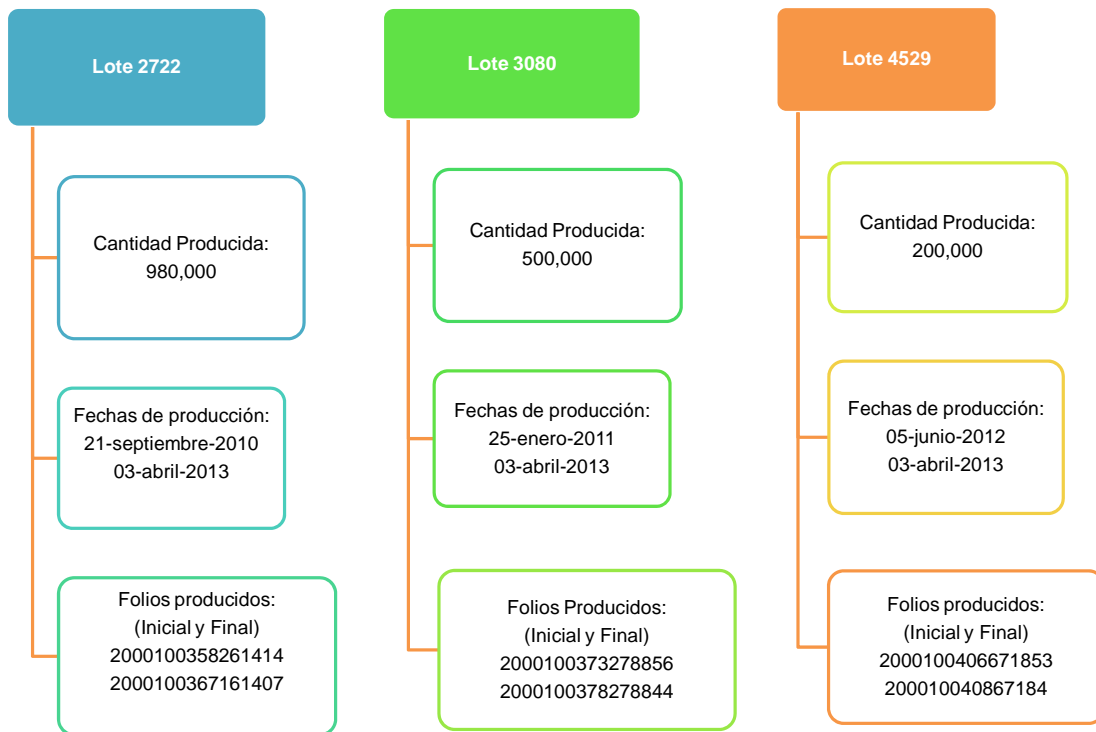 Lote 2722
Cantidad Producida:
980,000
Fechas de producción:
21-septiembre-2010
03-abril-2013
Folios producidos:
(Inicial y Final)
2000100358261414
2000100367161407
Lote 3080
Cantidad Producida:
500,000
Fechas de producción:
25-enero-2011
03-abril-2013
Folios Producidos:
(Inicial y Final)
2000100373278856
2000100378278844
Lote 4529
Cantidad Producida:
200,000
Fechas de producción:
05-junio-2012
03-abril-2013
Folios producidos:
(Inicial y Final)
2000100406671853
200010040867184